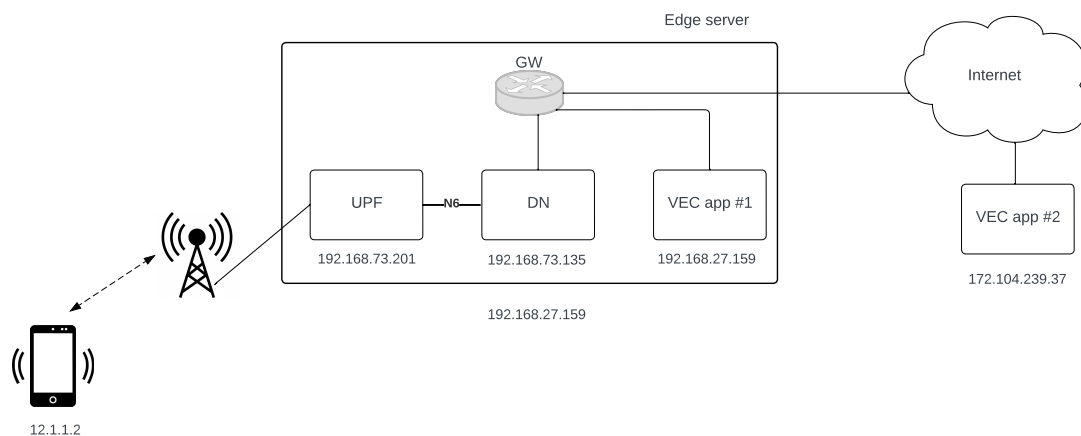 Edge server
GW
Internet
UPF
N6
DN
VEC app #1
VEC app #2
192.168.73.201
192.168.73.135
192.168.27.159
172.104.239.37
192.168.27.159
12.1.1.2